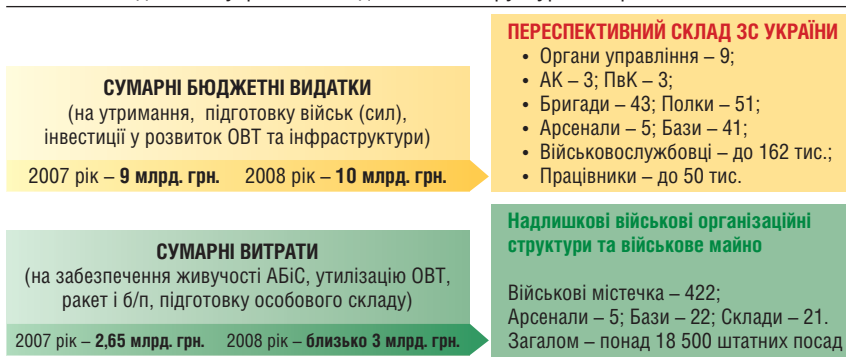 ПЕРСПЕКТИВНИЙ СКЛАД ЗС УКРАЇНИ
• Органи управління – 9;
• АК – 3; ПвК – 3;
• Бригади – 43; Полки – 51;
• Арсенали – 5; Бази – 41;
• Військовослужбовці – до 162 тис.;
• Працівники – до 50 тис.
СУМАРНІ БЮДЖЕТНІ ВИДАТКИ
(на утримання, підготовку військ (сил),
інвестиції у розвиток ОВТ та інфраструктури)
2007 рік – 9 млрд. грн. 2008 рік – 10 млрд. грн.
Надлишкові військові організаційні
структури та військове майно
Військові містечка – 422;
Арсенали – 5; Бази – 22; Склади – 21.
Загалом – понад 18 500 штатних посад
СУМАРНІ ВИТРАТИ
(на забезпечення живучості АБіС, утилізацію ОВТ,
ракет і б/п, підготовку особового складу)
2007 рік – 2,65 млрд. грн. 2008 рік – близько 3 млрд. грн.